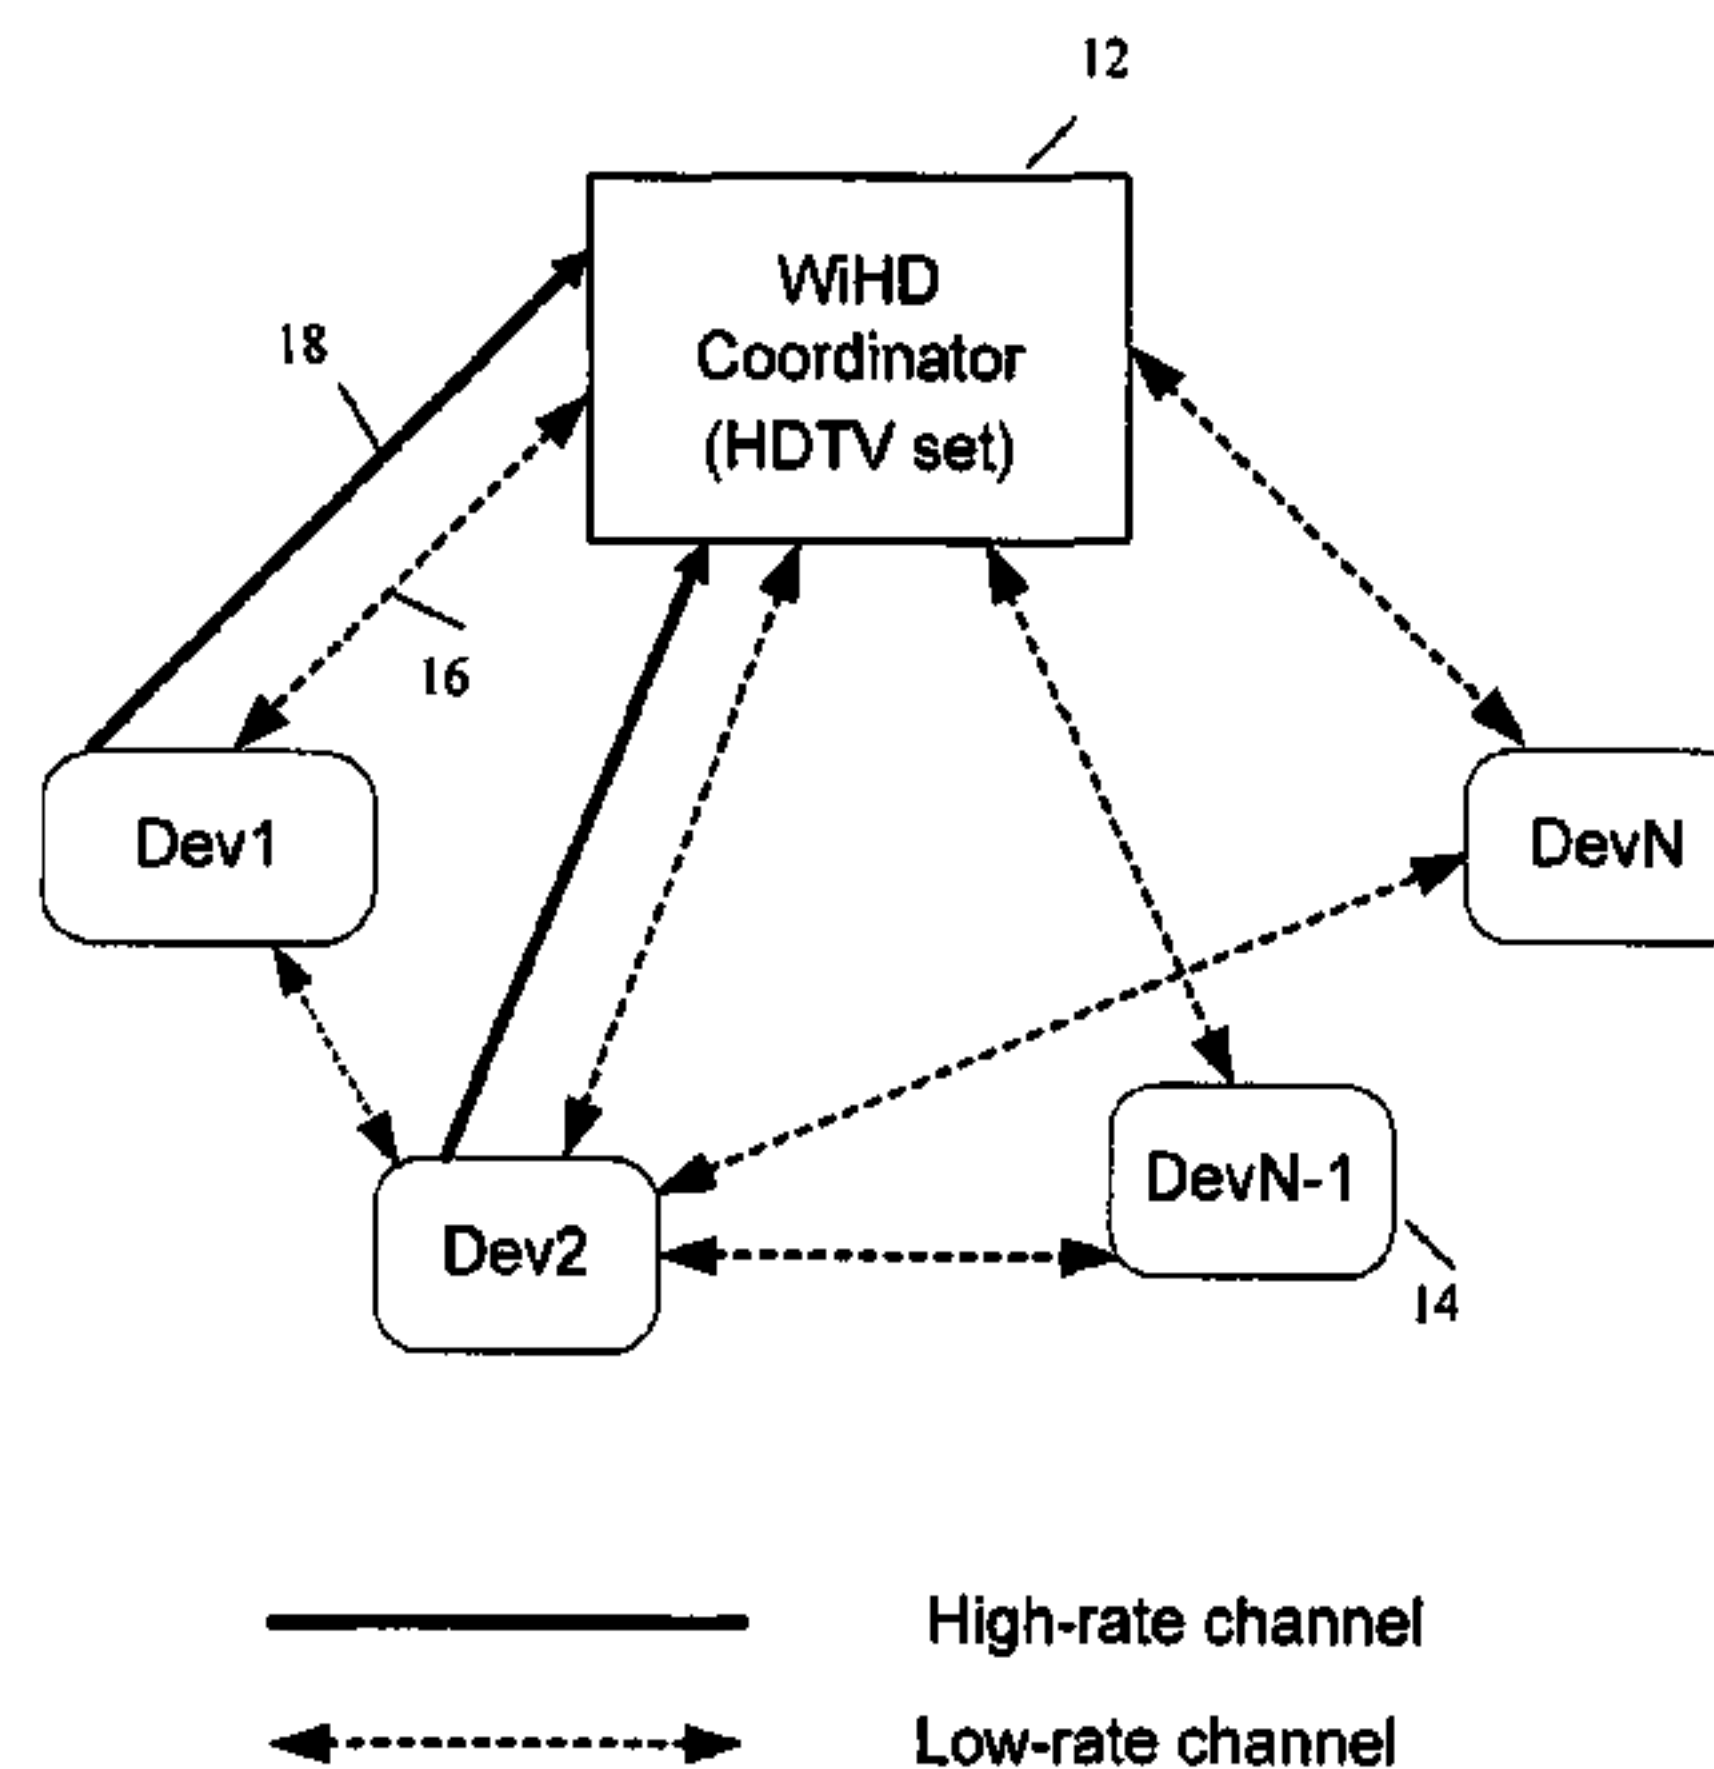 12
WiHD
Coordinator
(HDTV set)
18
16
Dev1
DevN
DevN-1
Dev2
14
High-rate channel
Low-rate channel